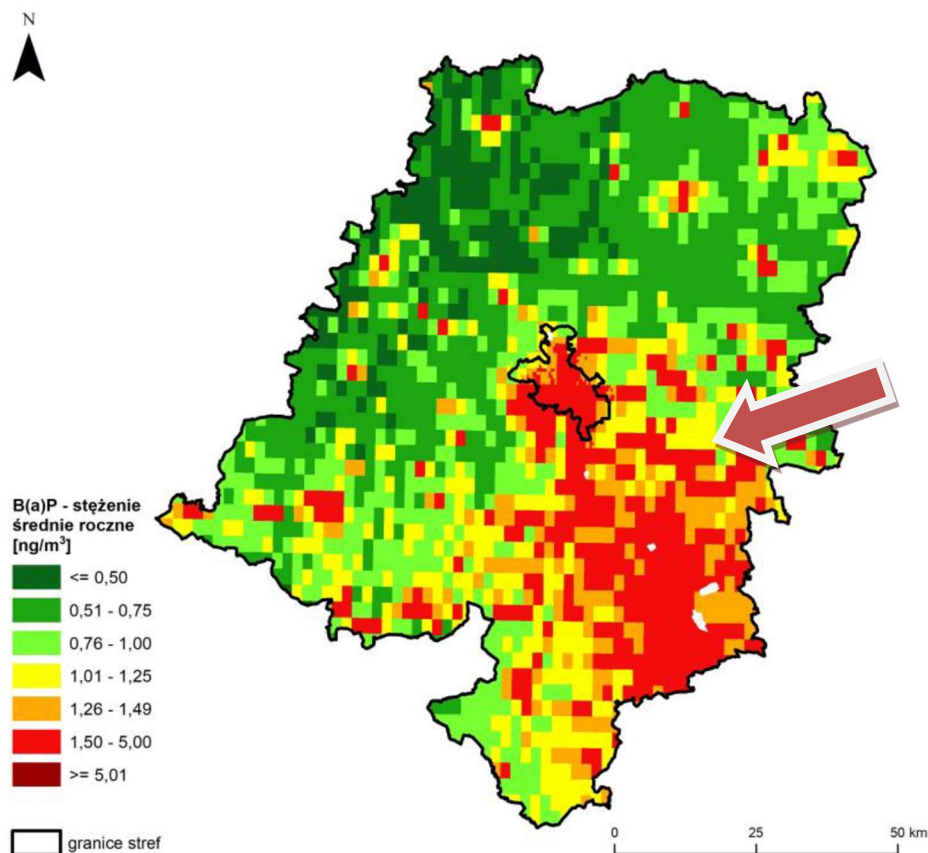 N
B(a)P - stężenie
średnie roczne
[ng/m³]
<= 0,50
0,51 - 0,75
0,76 - 1,00
1,01 - 1,25
1,26 - 1,49
1,50 - 5,00
>= 5,01
granice stref
0 25 50 km